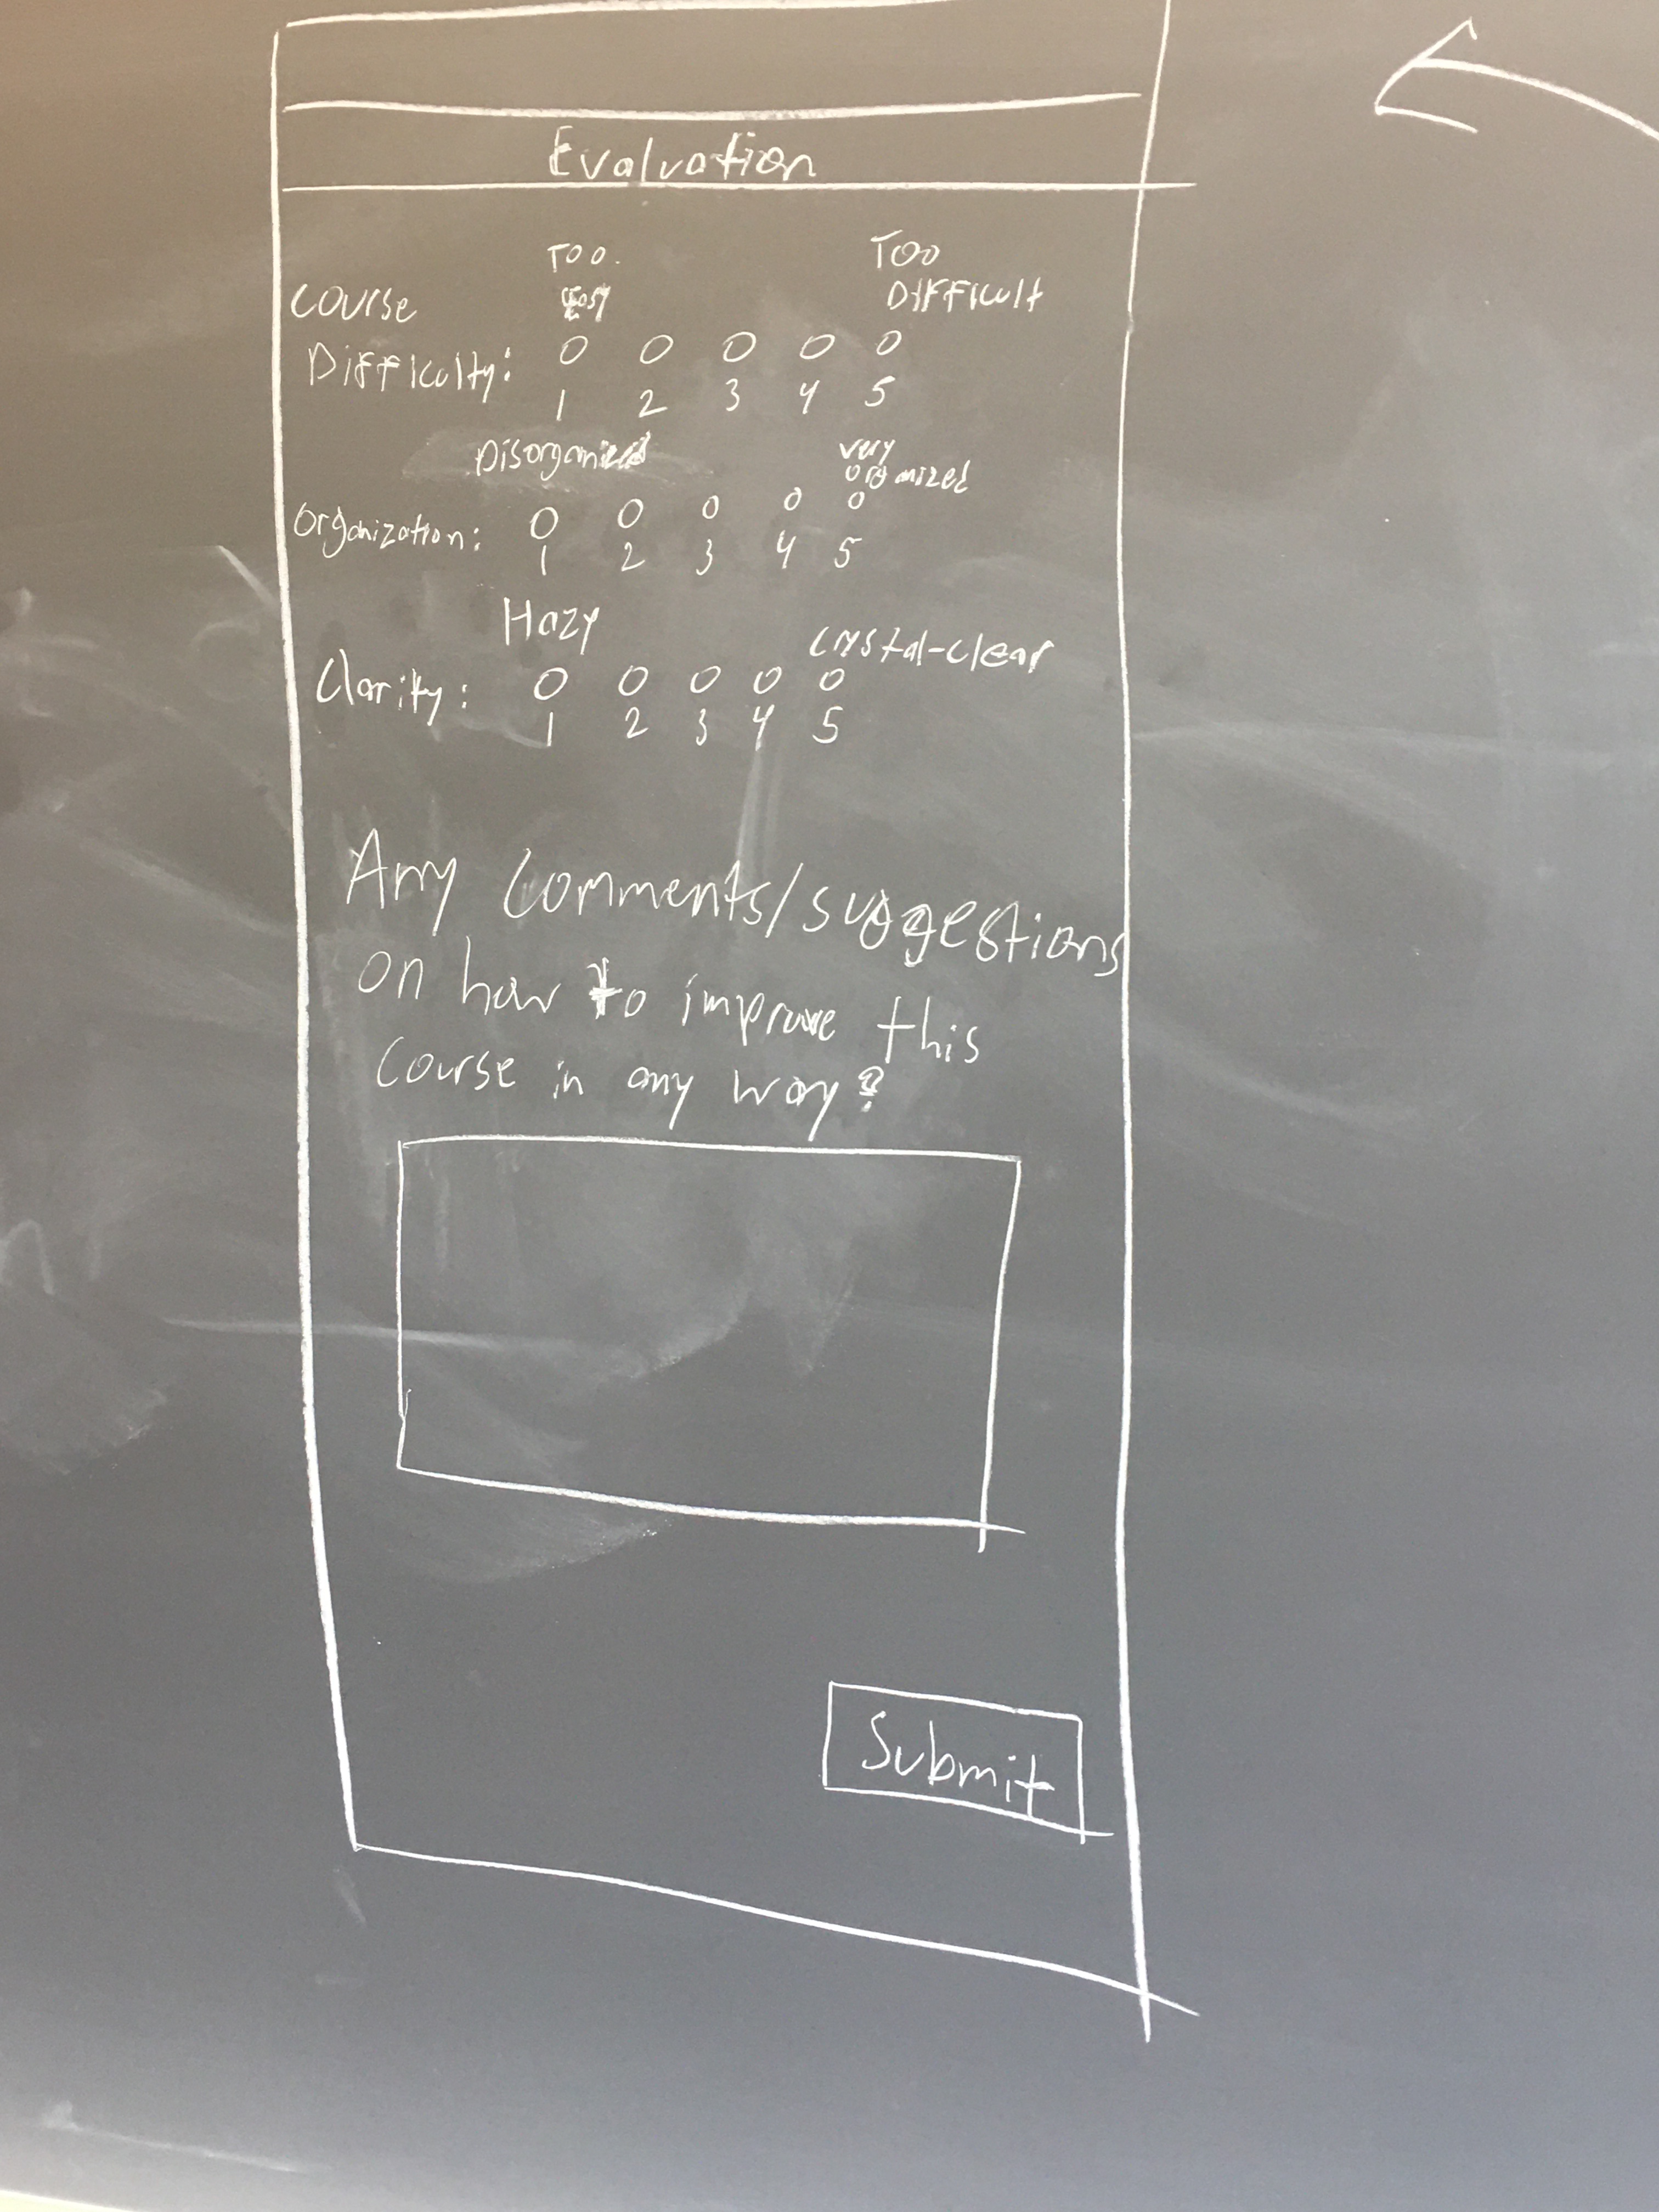 Evaluation
Too Too
Course Easy Difficult
Difficulty: O O O O O
1 2 3 4 5
Disorganized very
organized
Organization: O O O O O
1 2 3 4 5
Hazy Crystal-clear
Clarity: O O O O O
1 2 3 4 5
Any Comments/suggestions
on how to improve this
Course in any way?
Submit